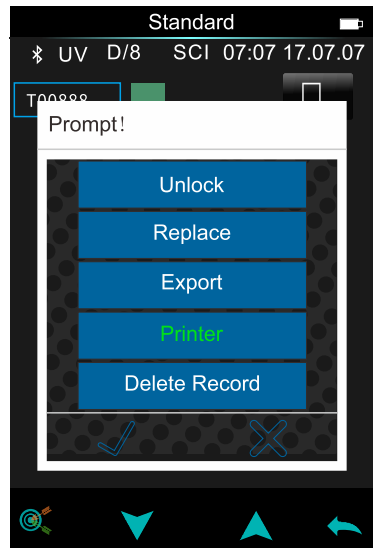 Standard
UV D/8 SCI 07:07 17.07.07
T00888
Prompt!
Unlock
Replace
Export
Printer
Delete Record